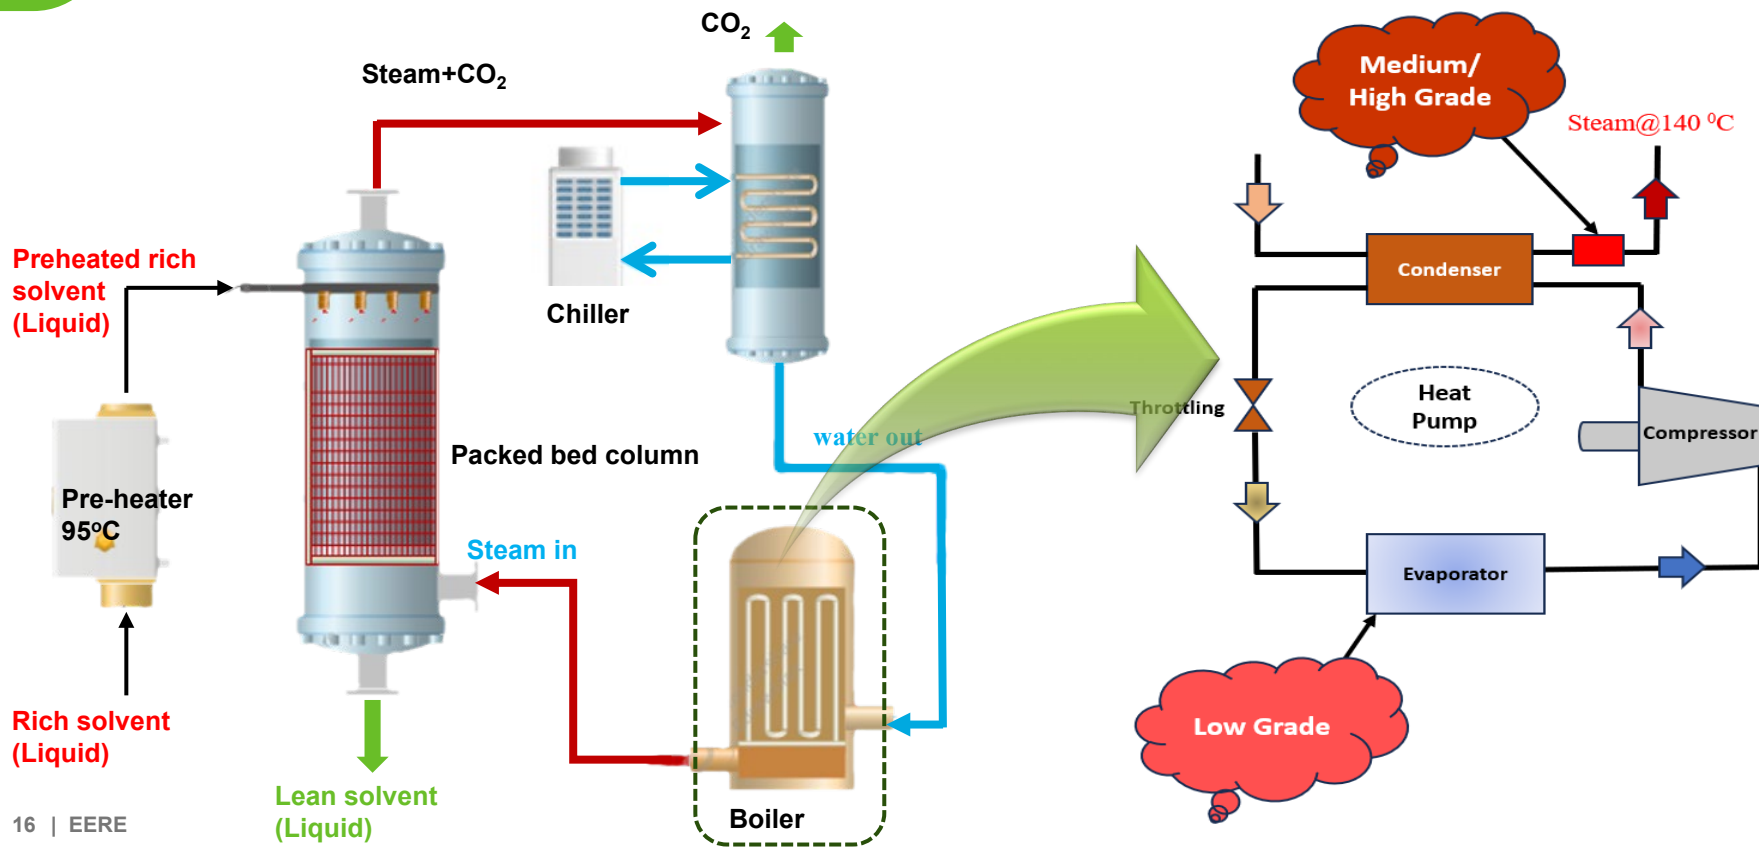 CO₂
Steam+CO₂
Medium/
High Grade
Steam@140 ⁰C
Preheated rich
solvent
(Liquid)
Chiller
Condenser
Throttling
Heat
Pump
Compressor
water out
Packed bed column
Pre-heater
95ºC
Steam in
Evaporator
Rich solvent
(Liquid)
Low Grade
Lean solvent
(Liquid)
Boiler
16 | EERE